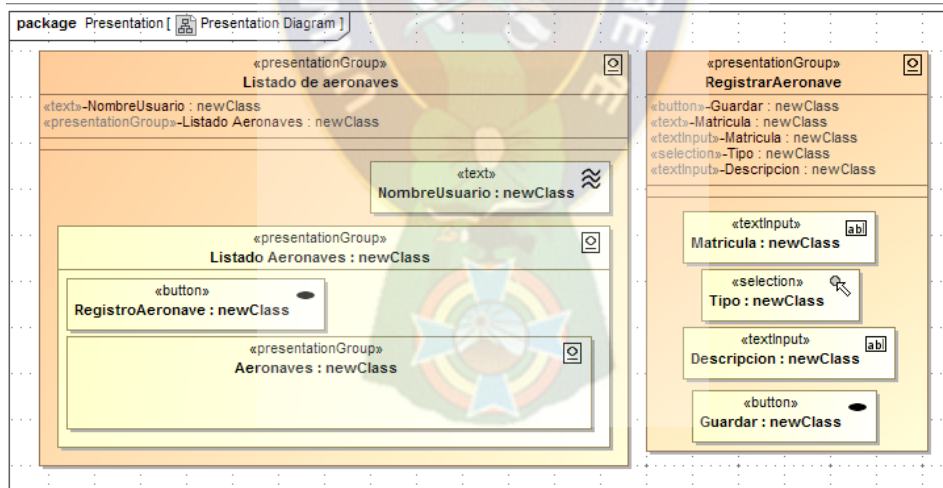 package Presentation [ Presentation Diagram ]
«presentationGroup»
Listado de aeronaves
«text»-NombreUsuario : newClass
«presentationGroup»-Listado Aeronaves : newClass
«text»
NombreUsuario : newClass
«presentationGroup»
Listado Aeronaves : newClass
«button»
RegistroAeronave : newClass
«presentationGroup»
Aeronaves : newClass
«presentationGroup»
RegistrarAeronave
«button»-Guardar : newClass
«text»-Matricula : newClass
«textInput»-Matricula : newClass
«selection»-Tipo : newClass
«textInput»-Descripcion : newClass
«textInput»
Matricula : newClass
ab
«selection»
Tipo : newClass
«textInput»
Descripcion : newClass
ab
«button»
Guardar : newClass